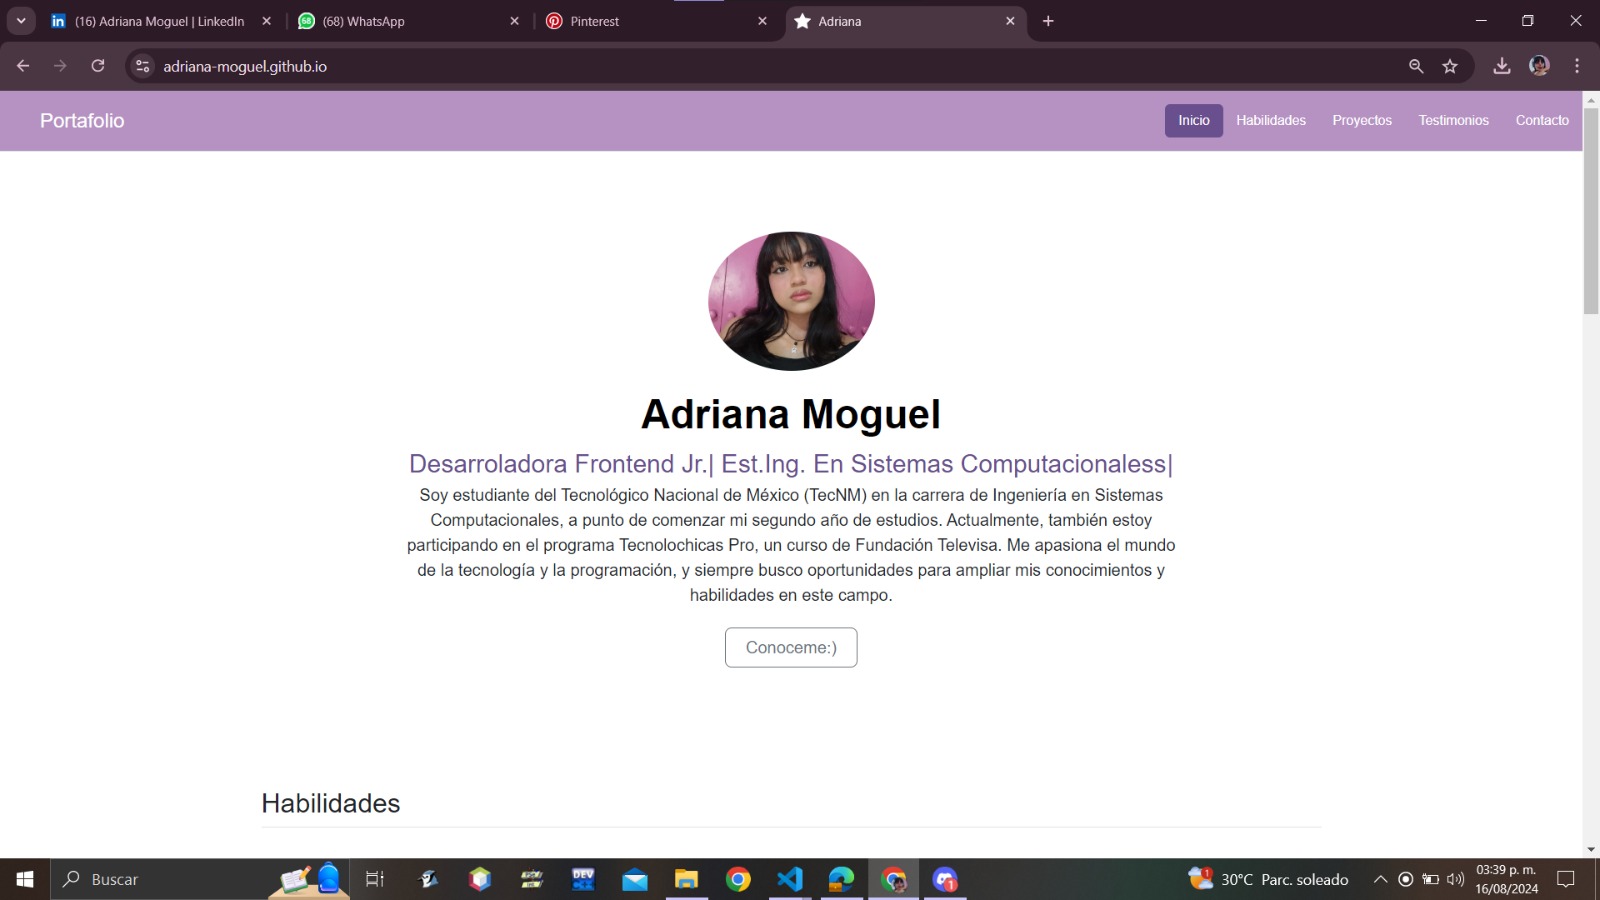 (16) Adriana Moguel | LinkedIn
(68) WhatsApp
Pinterest
Adriana
adriana-moguel.github.io
Portafolio
Inicio
Habilidades
Proyectos
Testimonios
Contacto
Adriana Moguel
Desarroladora Frontend Jr.| Est.Ing. En Sistemas Computacionaless|
Soy estudiante del Tecnológico Nacional de México (TecNM) en la carrera de Ingeniería en Sistemas
Computacionales, a punto de comenzar mi segundo año de estudios. Actualmente, también estoy
participando en el programa Tecnolochicas Pro, un curso de Fundación Televisa. Me apasiona el mundo
de la tecnología y la programación, y siempre busco oportunidades para ampliar mis conocimientos y
habilidades en este campo.
Conoceme:)
Habilidades
Buscar
DEV
1
1
30°C Parc. soleado
03:39 p. m.
16/08/2024